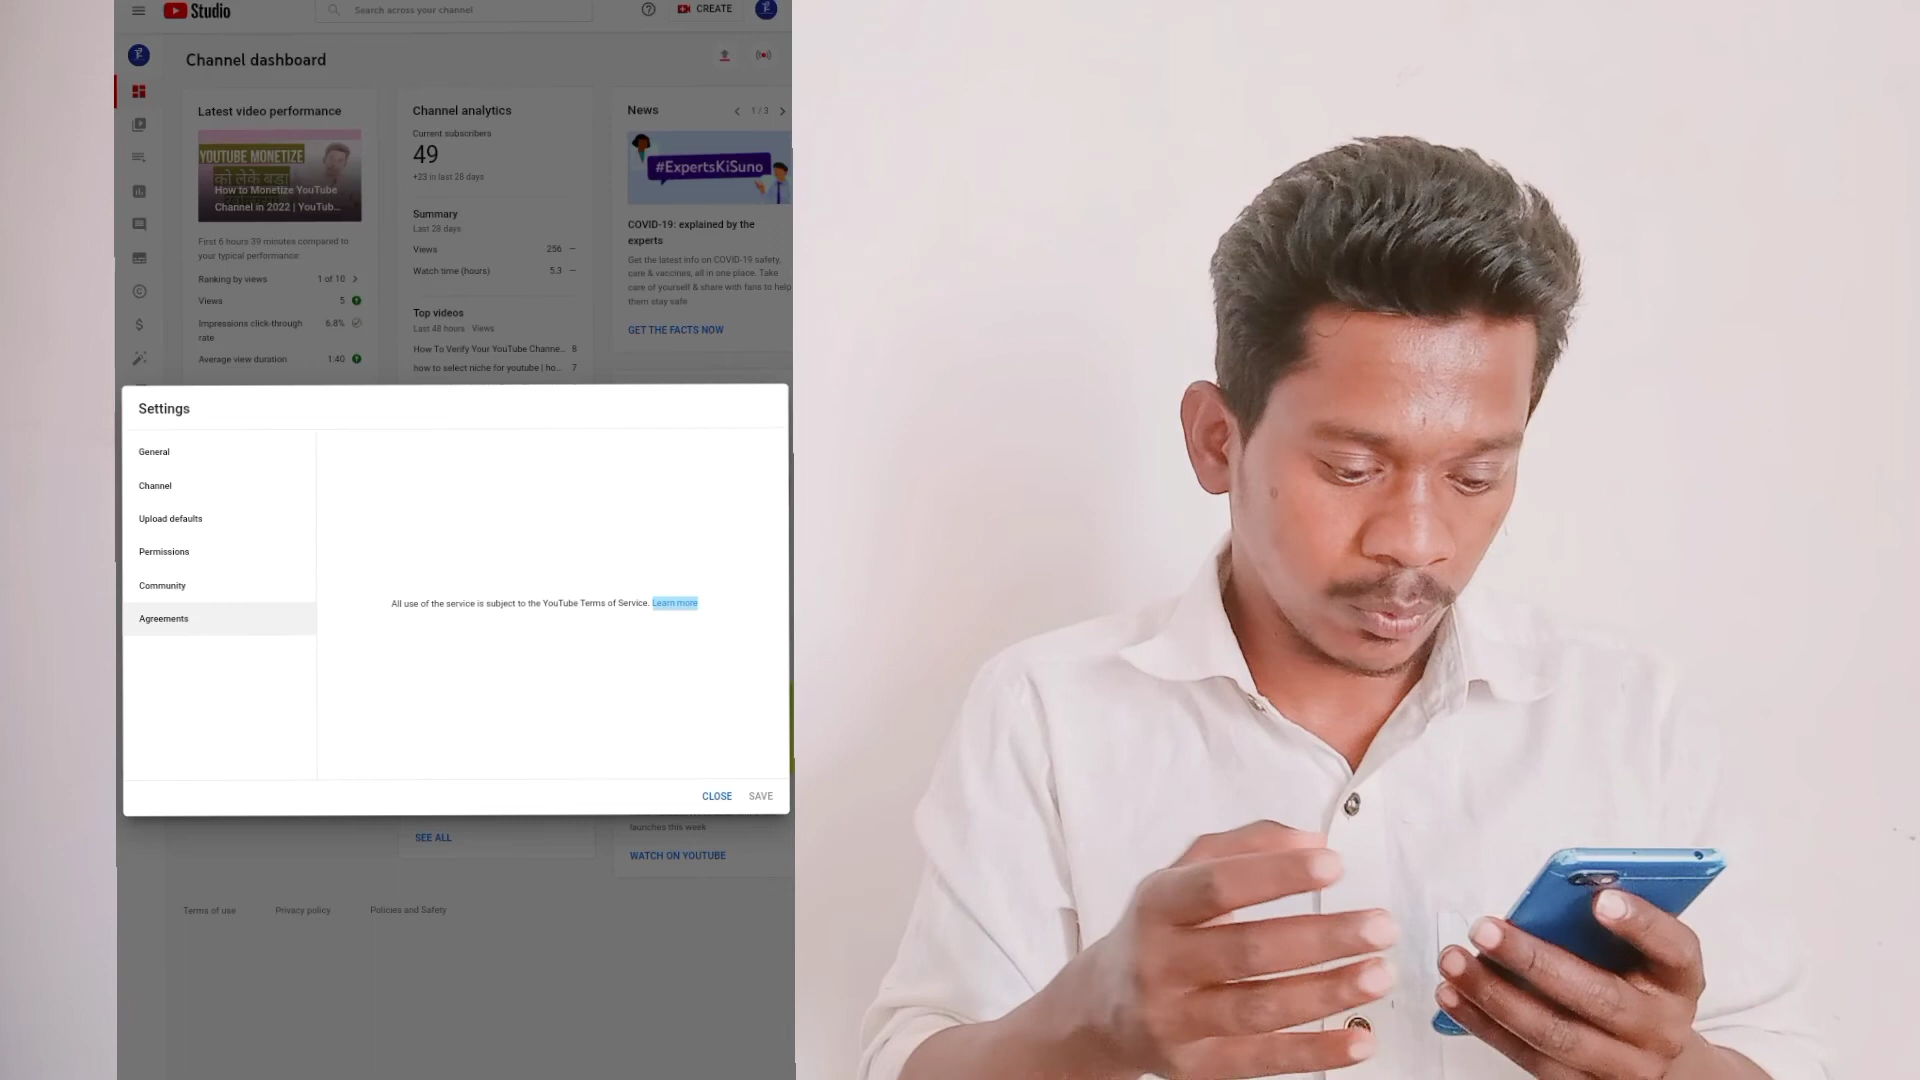 Studio
Search across your channel
CREATE
Channel dashboard
Latest video performance
YOUTUBE MONETIZE
को लेके बड़ा
How to Monetize YouTube
Channel in 2022 | YouTub...
First 6 hours 39 minutes compared to
your typical performance:
Ranking by views 1 of 10
Views 5
Impressions click-through 6.8%
rate
Average view duration 1:40
Channel analytics
Current subscribers
49
+23 in last 28 days
Summary
Last 28 days
Views 256 —
Watch time (hours) 5.3 —
Top videos
Last 48 hours · Views
How To Verify Your YouTube Channe... 8
how to select niche for youtube | ho... 7
News
1 / 3
#ExpertsKiSuno
COVID-19: explained by the
experts
Get the latest info on COVID-19 safety,
care & vaccines, all in one place. Take
care of yourself & share with fans to help
them stay safe
GET THE FACTS NOW
Settings
General
Channel
Upload defaults
Permissions
Community
Agreements
All use of the service is subject to the YouTube Terms of Service. Learn more
CLOSE SAVE
SEE ALL
launches this week
WATCH ON YOUTUBE
Terms of use Privacy policy Policies and Safety